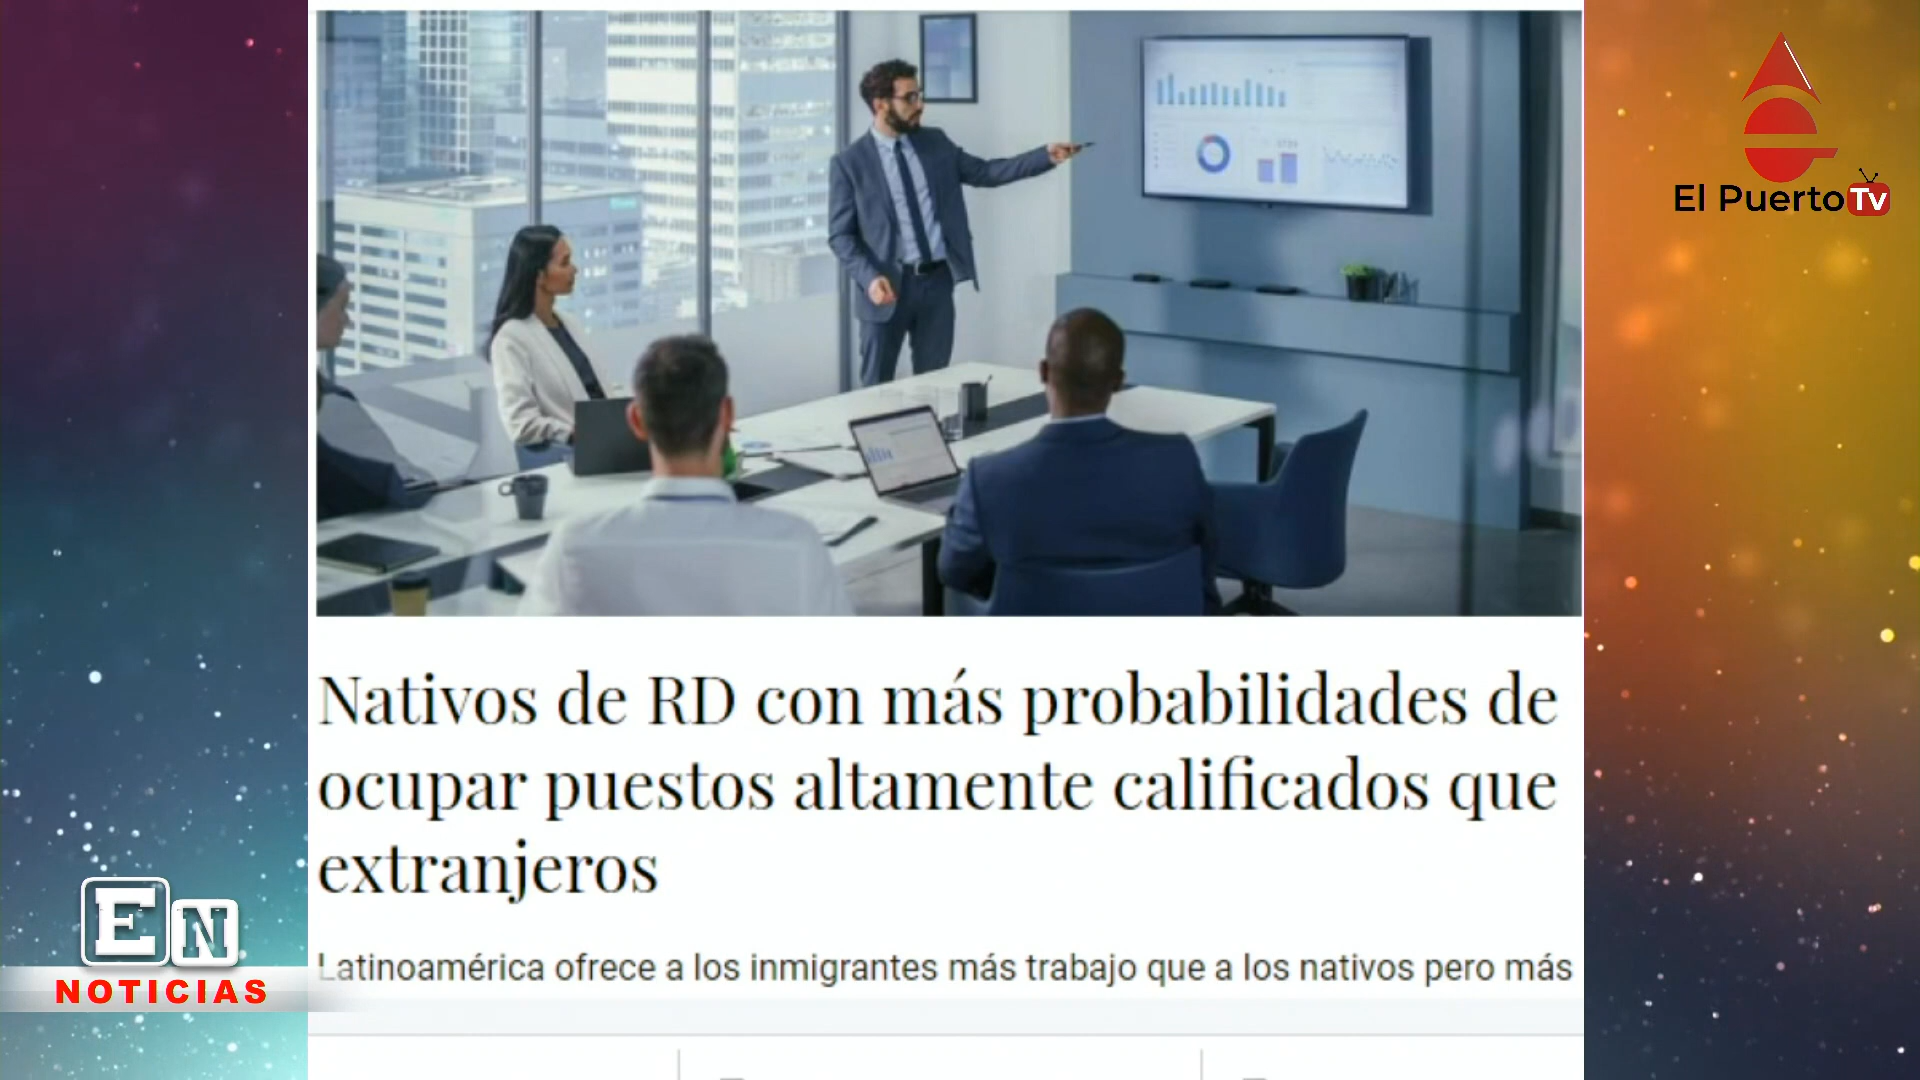 El Puerto Tv
Nativos de RD con más probabilidades de
ocupar puestos altamente calificados que
extranjeros
Latinoamérica ofrece a los inmigrantes más trabajo que a los nativos pero más
EN
NOTICIAS